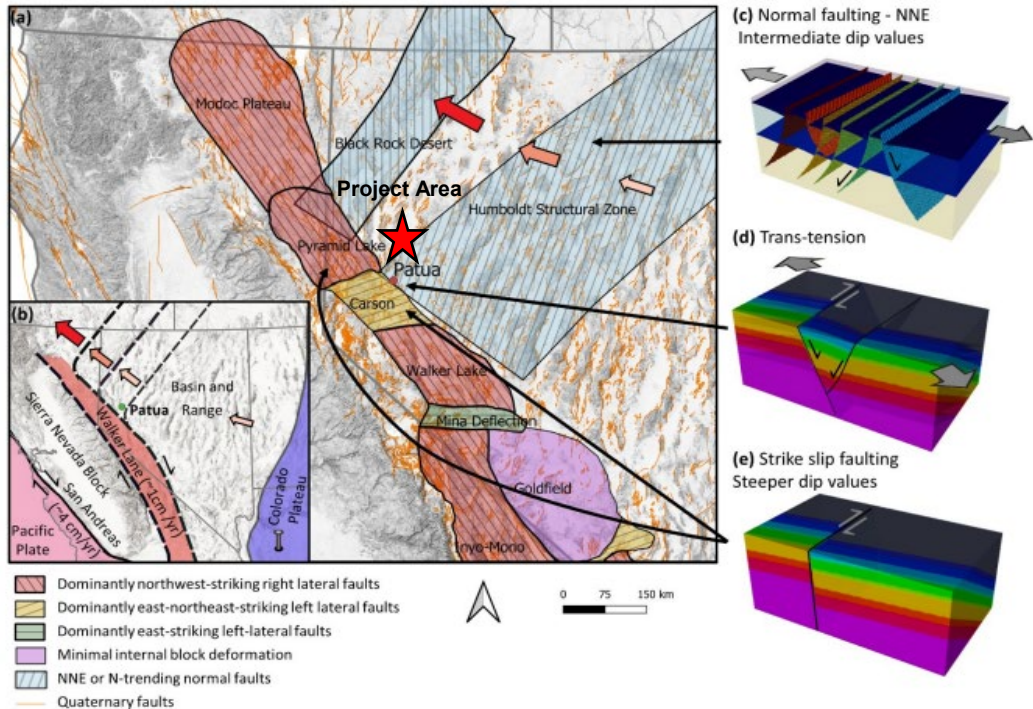 (a)
Modoc Plateau
Black Rock Desert
Project Area
Humboldt Structural Zone
Pyramid Lake
Patua
Carson
Walker Lake
Mina Deflection
Goldfield
Inyo-Mono
(b)
Basin and
Range
Patua
Sierra Nevada Block
Walker Lane (~1cm /yr)
San Andreas
(~4 cm/yr)
Pacific
Plate
Colorado
Plateau
(c) Normal faulting - NNE
Intermediate dip values
(d) Trans-tension
(e) Strike slip faulting
Steeper dip values
Dominantly northwest-striking right lateral faults
Dominantly east-northeast-striking left lateral faults
Dominantly east-striking left-lateral faults
Minimal internal block deformation
NNE or N-trending normal faults
Quaternary faults
0 75 150 km